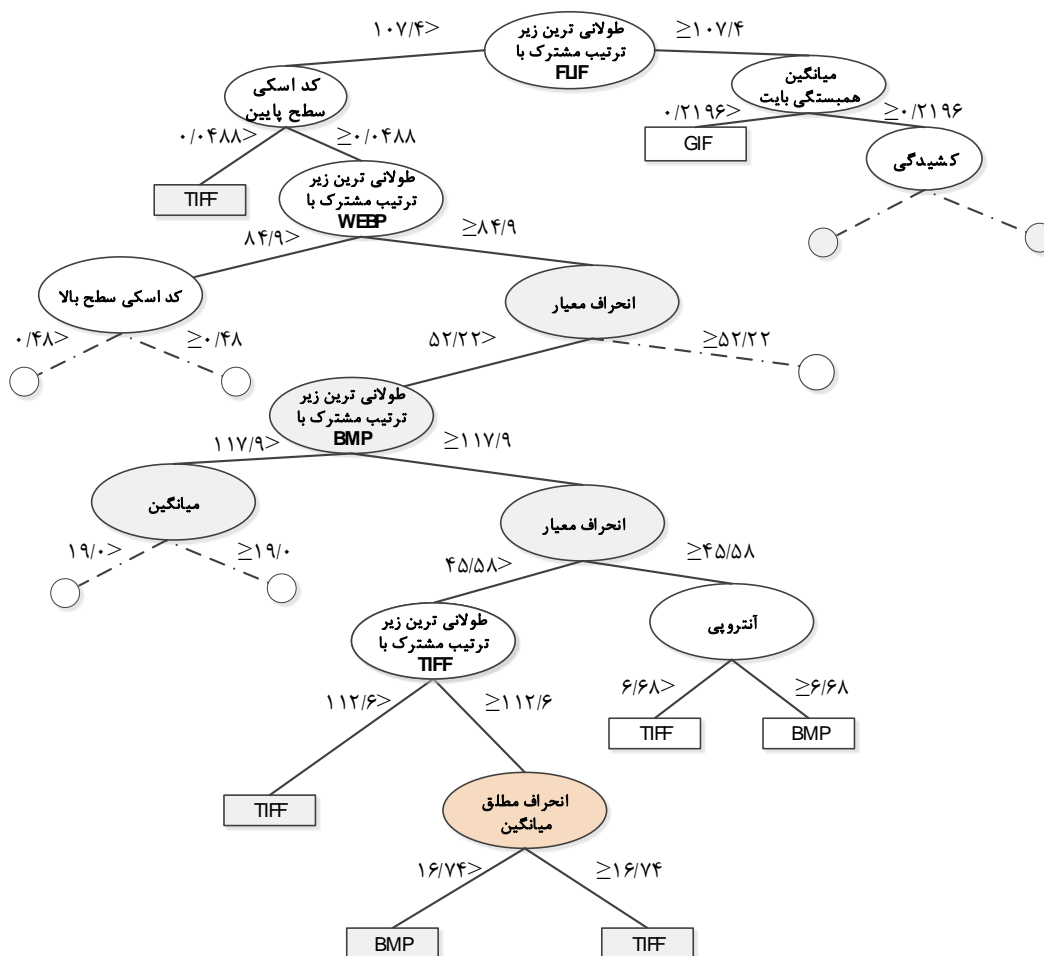 طولانی ترین زیر
ترتیب مشترک با
FLIF
۱۰۷/۴>
≥۱۰۷/۴
کد اسکی
سطح پایین
میانگین
همبستگی بایت
۰/۰۴۸۸>
≥۰/۰۴۸۸
۰/۲۱۹۶>
≥۰/۲۱۹۶
TIFF
GIF
کشیدگی
طولانی ترین زیر
ترتیب مشترک با
WEBP
۸۴/۹>
≥۸۴/۹
کد اسکی سطح بالا
انحراف معیار
۰/۴۸>
≥۰/۴۸
۵۲/۲۲>
≥۵۲/۲۲
طولانی ترین زیر
ترتیب مشترک با
BMP
۱۱۷/۹>
≥۱۱۷/۹
میانگین
انحراف معیار
۱۹/۰>
≥۱۹/۰
۴۵/۵۸>
≥۴۵/۵۸
طولانی ترین زیر
ترتیب مشترک با
TIFF
آنتروپی
۱۱۲/۶>
≥۱۱۲/۶
۶/۶۸>
≥۶/۶۸
TIFF
BMP
TIFF
انحراف مطلق
میانگین
۱۶/۷۴>
≥۱۶/۷۴
BMP
TIFF